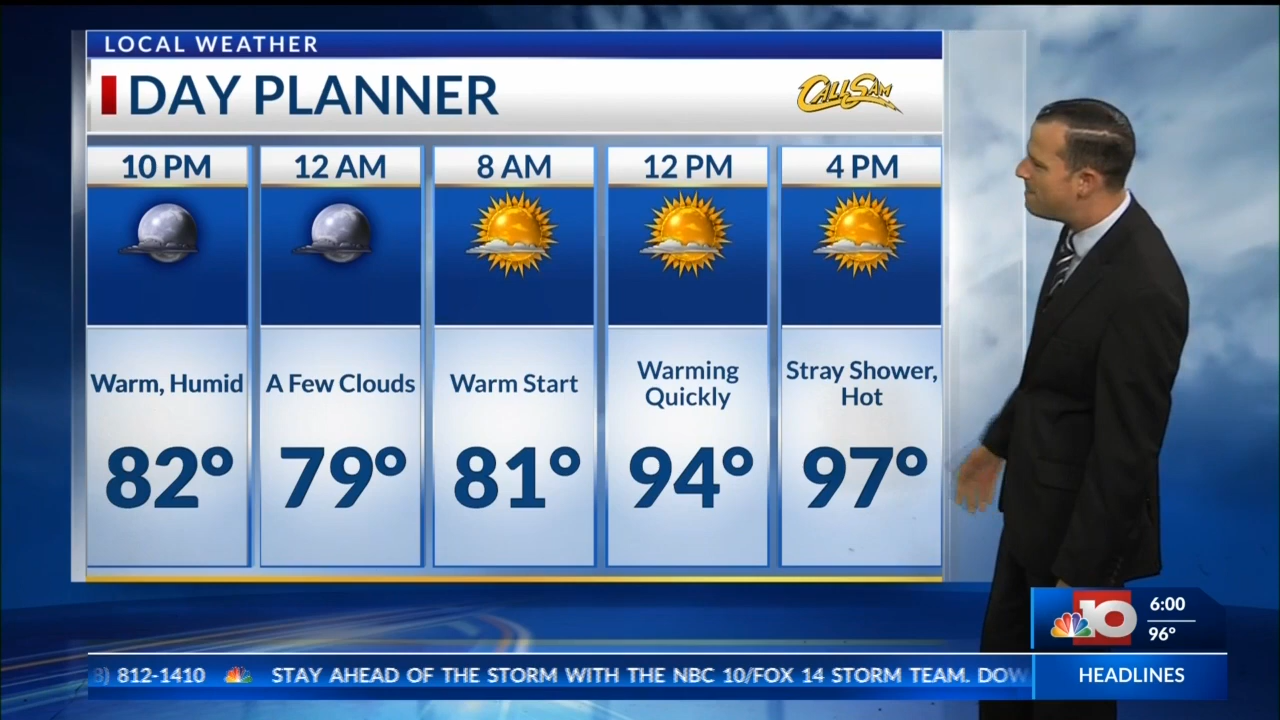 LOCAL WEATHER
DAY PLANNER
CALL SAM
10 PM
12 AM
8 AM
12 PM
4 PM
Warm, Humid
A Few Clouds
Warm Start
Warming
Quickly
Stray Shower,
Hot
82°
79°
81°
94°
97°
10
6:00
96°
8) 812-1410 STAY AHEAD OF THE STORM WITH THE NBC 10/FOX 14 STORM TEAM. DOW
HEADLINES